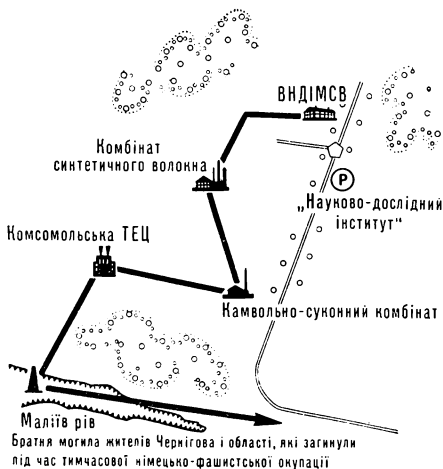 ВНДІМСВ
Комбінат
синтетичного волокна
Р
„Науково-дослідний
інститут“
Комсомольська ТЕЦ
Камвольно-суконний комбінат
Маліїв рів
Братня могила жителів Чернігова і області, які загинули
під час тимчасової німецько-фашистської окупації